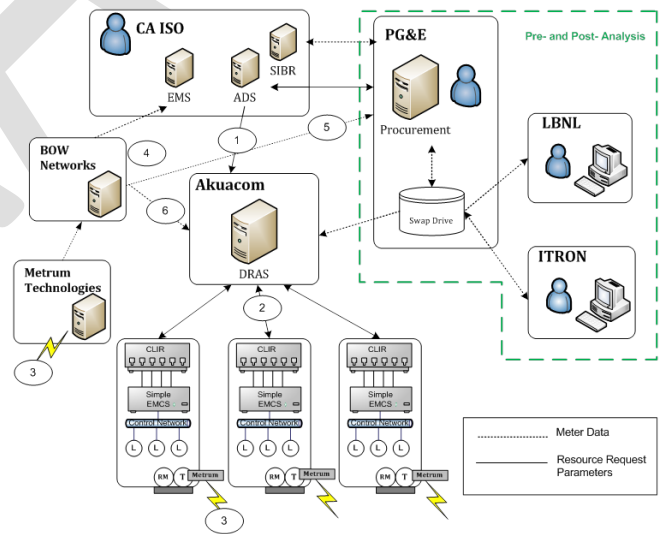 CA ISO
SIBR
EMS
ADS
PG&E
Procurement
Swap Drive
Pre- and Post- Analysis
LBNL
ITRON
1
5
4
BOW
Networks
6
Akuacom
DRAS
Metrum
Technologies
3
2
CLIR
Simple
EMCS
Control Network
L
L
L
RM
T
Metrum
3
CLIR
Simple
EMCS
Control Network
L
L
L
RM
T
Metrum
CLIR
Simple
EMCS
Control Network
L
L
L
RM
T
Metrum
Meter Data
Resource Request
Parameters